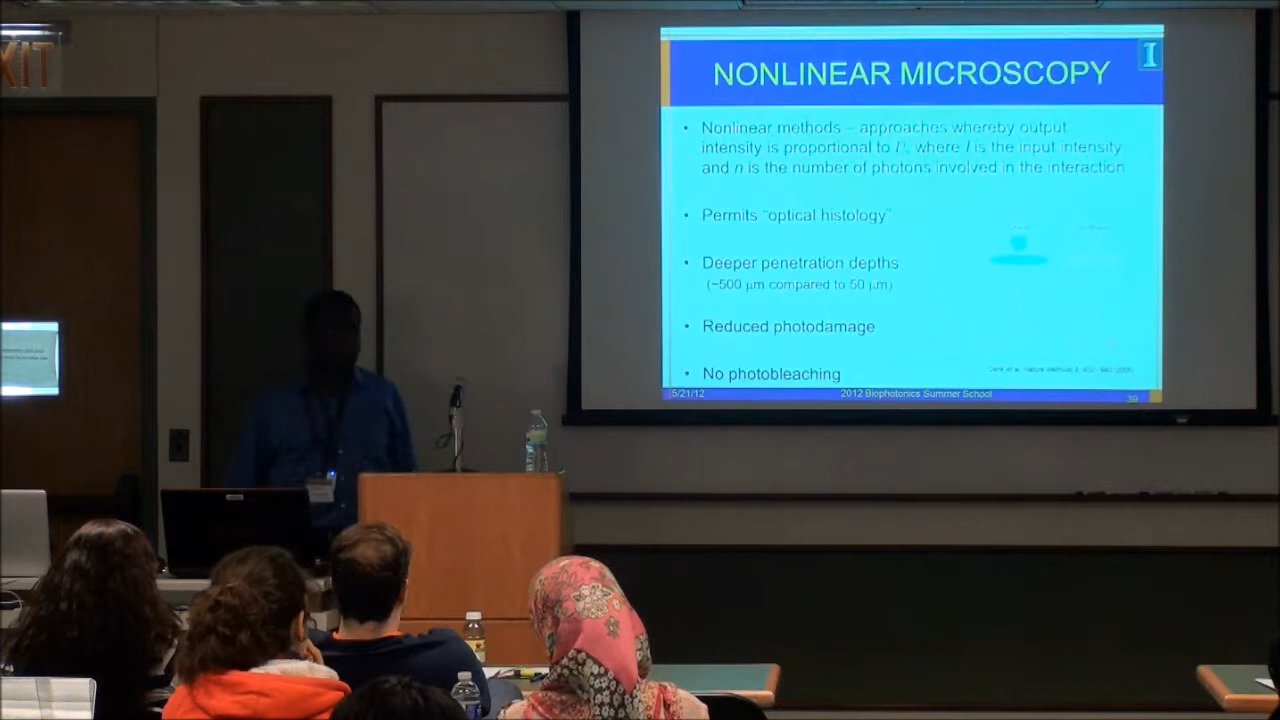 EXIT
I
NONLINEAR MICROSCOPY
• Nonlinear methods – approaches whereby output
intensity is proportional to Iⁿ, where I is the input intensity
and n is the number of photons involved in the interaction
• Permits "optical histology"
• Deeper penetration depths
(~500 µm compared to 50 µm)
• Reduced photodamage
• No photobleaching
5/21/12
2012 Biophotonics Summer School
39